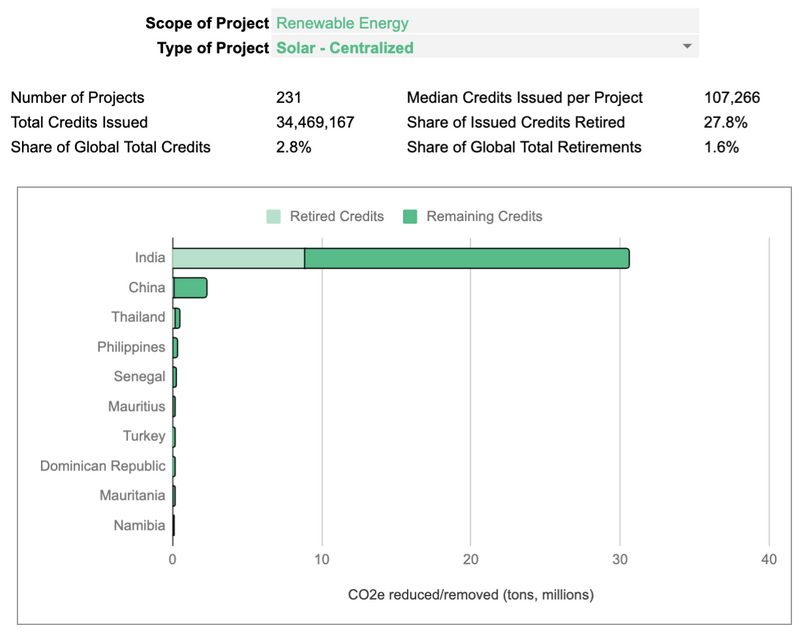 Scope of Project Renewable Energy
Type of Project Solar - Centralized
Number of Projects 231 Median Credits Issued per Project 107,266
Total Credits Issued 34,469,167 Share of Issued Credits Retired 27.8%
Share of Global Total Credits 2.8% Share of Global Total Retirements 1.6%
Retired Credits Remaining Credits
India
China
Thailand
Philippines
Senegal
Mauritius
Turkey
Dominican Republic
Mauritania
Namibia
0 10 20 30 40
CO2e reduced/removed (tons, millions)